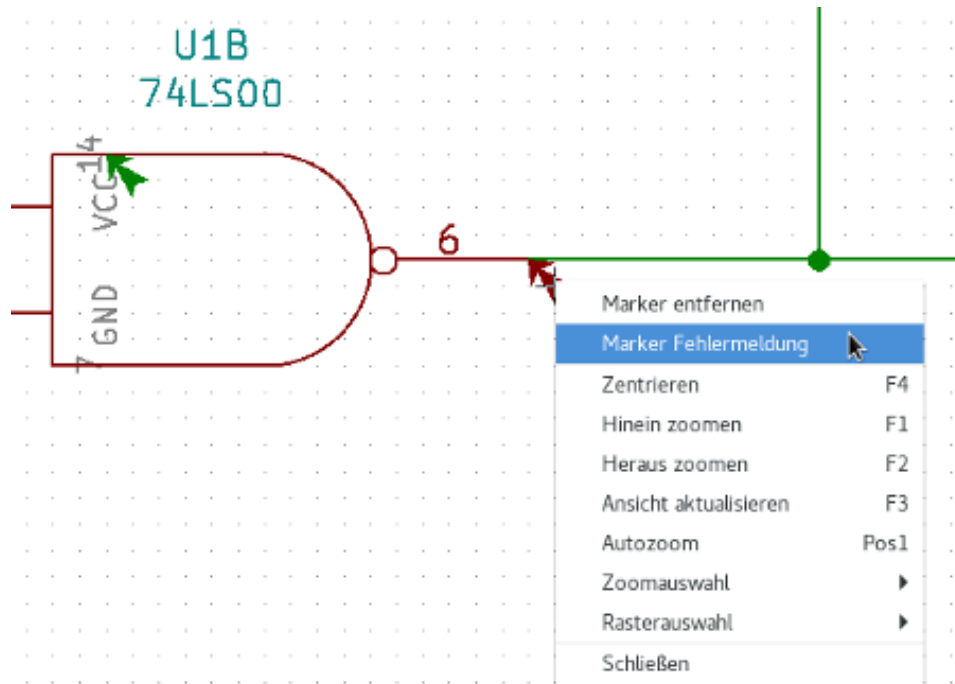 U1B
74LS00
14
VCC
6
GND
7
Marker entfernen
Marker Fehlermeldung
Zentrieren F4
Hinein zoomen F1
Heraus zoomen F2
Ansicht aktualisieren F3
Autozoom Pos1
Zoomauswahl
Rasterauswahl
Schließen